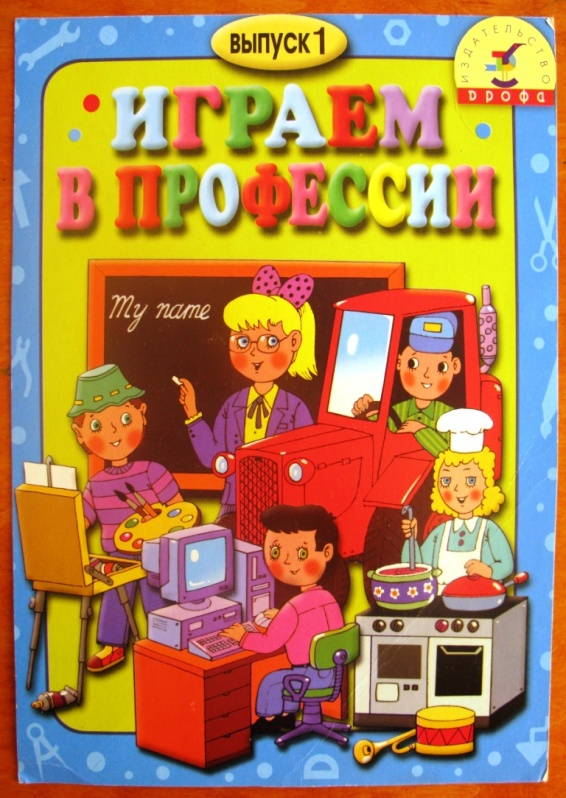 ВЫПУСК 1
ИЗДАТЕЛЬСТВО
дрофа
ИГРАЕМ
В ПРОФЕССИИ
My name